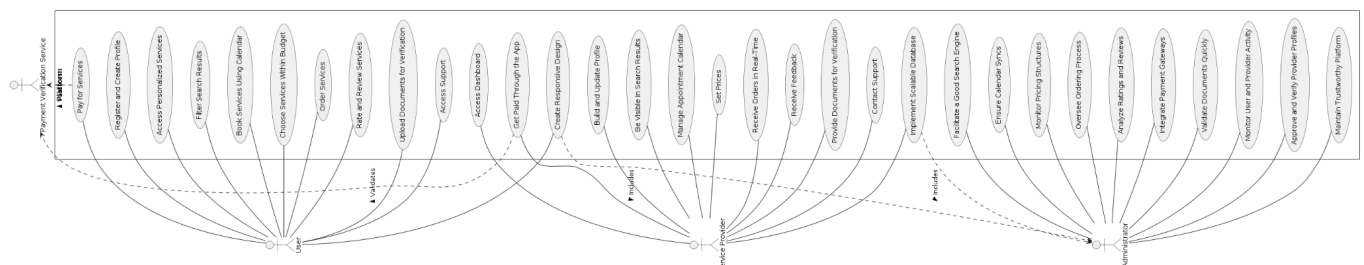 Payment Verification Service
Platform
Pay for Services
Register and Create Profile
Access Personalized Services
Filter Search Results
Book Services Using Calendar
Choose Services Within Budget
Order Services
Rate and Review Services
Upload Documents for Verification
Access Support
Access Dashboard
Get Paid Through the App
Create Responsive Design
Build and Update Profile
Be Visible in Search Results
Manage Appointment Calendar
Set Prices
Receive Orders in Real-Time
Receive Feedback
Provide Documents for Verification
Contact Support
Implement Scalable Database
Facilitate a Good Search Engine
Ensure Calendar Syncs
Monitor Pricing Structures
Oversee Ordering Process
Analyze Ratings and Reviews
Integrate Payment Gateways
Validate Documents Quickly
Monitor User and Provider Activity
Approve and Verify Provider Profiles
Maintain Trustworthy Platform
Validates
Includes
Includes
User
ervice Provider
Administrator